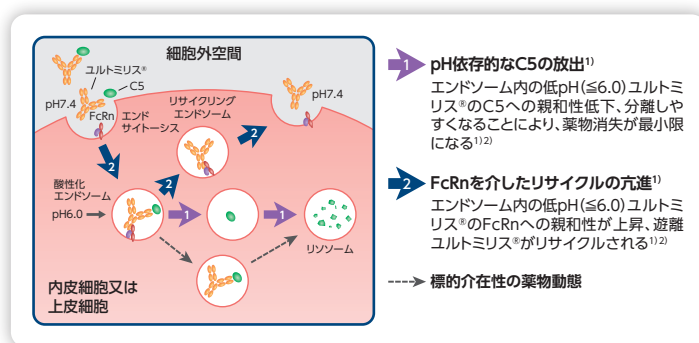 細胞外空間
ユルトミリス®
C5
pH7.4
FcRn
エンド
サイトーシス
リサイクリング
エンドソーム
pH7.4
2
2
2
酸性化
エンドソーム
pH6.0
1
1
リソソーム
内皮細胞又は
上皮細胞
1
pH依存的なC5の放出1)
エンドソーム内の低pH(≦6.0)ユルトミ
リス®のC5への親和性低下、分離しや
すくなることにより、薬物消失が最小限
になる1)2)
2
FcRnを介したリサイクルの亢進1)
エンドソーム内の低pH(≦6.0)ユルトミ
リス®のFcRnへの親和性が上昇、遊離
ユルトミリス®がリサイクルされる1)2)
標的介在性の薬物動態